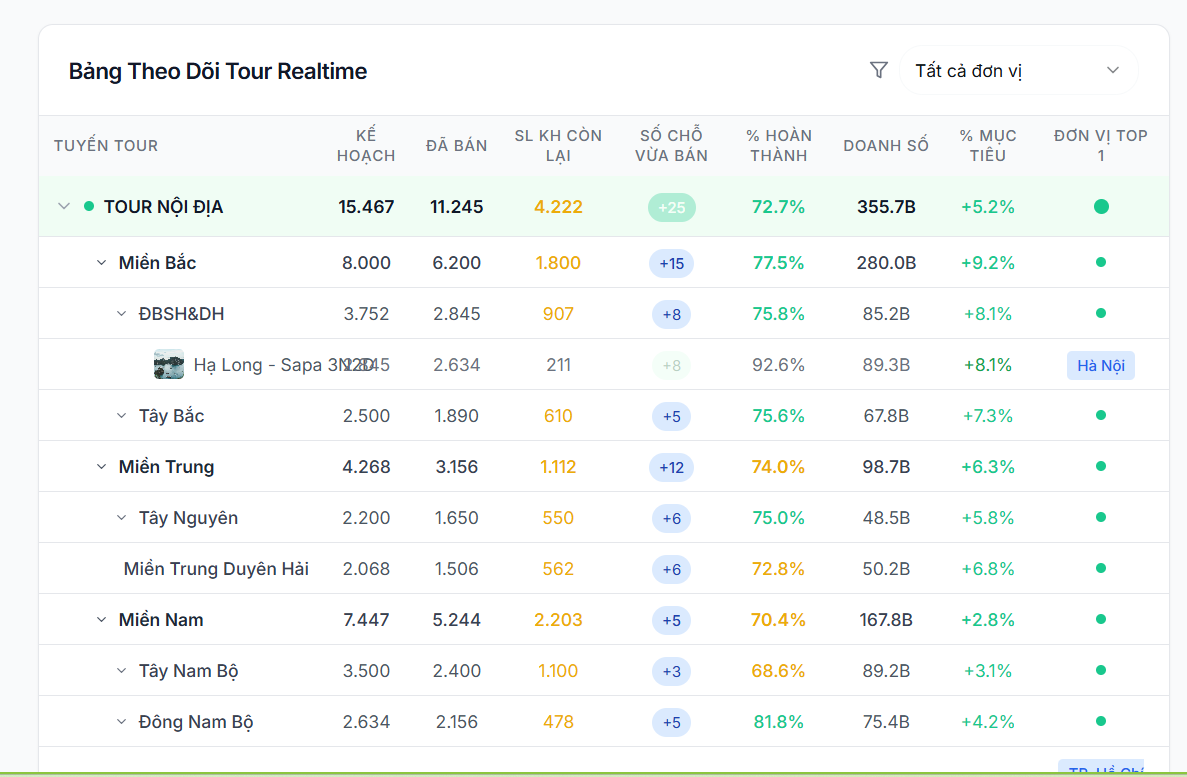 Bảng Theo Dõi Tour Realtime
Tất cả đơn vị
TUYẾN TOUR KẾ HOẠCH ĐÃ BÁN SL KH CÒN LẠI SỐ CHỖ VỪA BÁN % HOÀN THÀNH DOANH SỐ % MỤC TIÊU ĐƠN VỊ TOP 1
TOUR NỘI ĐỊA 15.467 11.245 4.222 +25 72.7% 355.7B +5.2%
Miền Bắc 8.000 6.200 1.800 +15 77.5% 280.0B +9.2%
ĐBSH&DH 3.752 2.845 907 +8 75.8% 85.2B +8.1%
Hạ Long - Sapa 3N2Đ 2.634 211 +8 92.6% 89.3B +8.1% Hà Nội
Tây Bắc 2.500 1.890 610 +5 75.6% 67.8B +7.3%
Miền Trung 4.268 3.156 1.112 +12 74.0% 98.7B +6.3%
Tây Nguyên 2.200 1.650 550 +6 75.0% 48.5B +5.8%
Miền Trung Duyên Hải 2.068 1.506 562 +6 72.8% 50.2B +6.8%
Miền Nam 7.447 5.244 2.203 +5 70.4% 167.8B +2.8%
Tây Nam Bộ 3.500 2.400 1.100 +3 68.6% 89.2B +3.1%
Đông Nam Bộ 2.634 2.156 478 +5 81.8% 75.4B +4.2%
TP. Hồ Chí